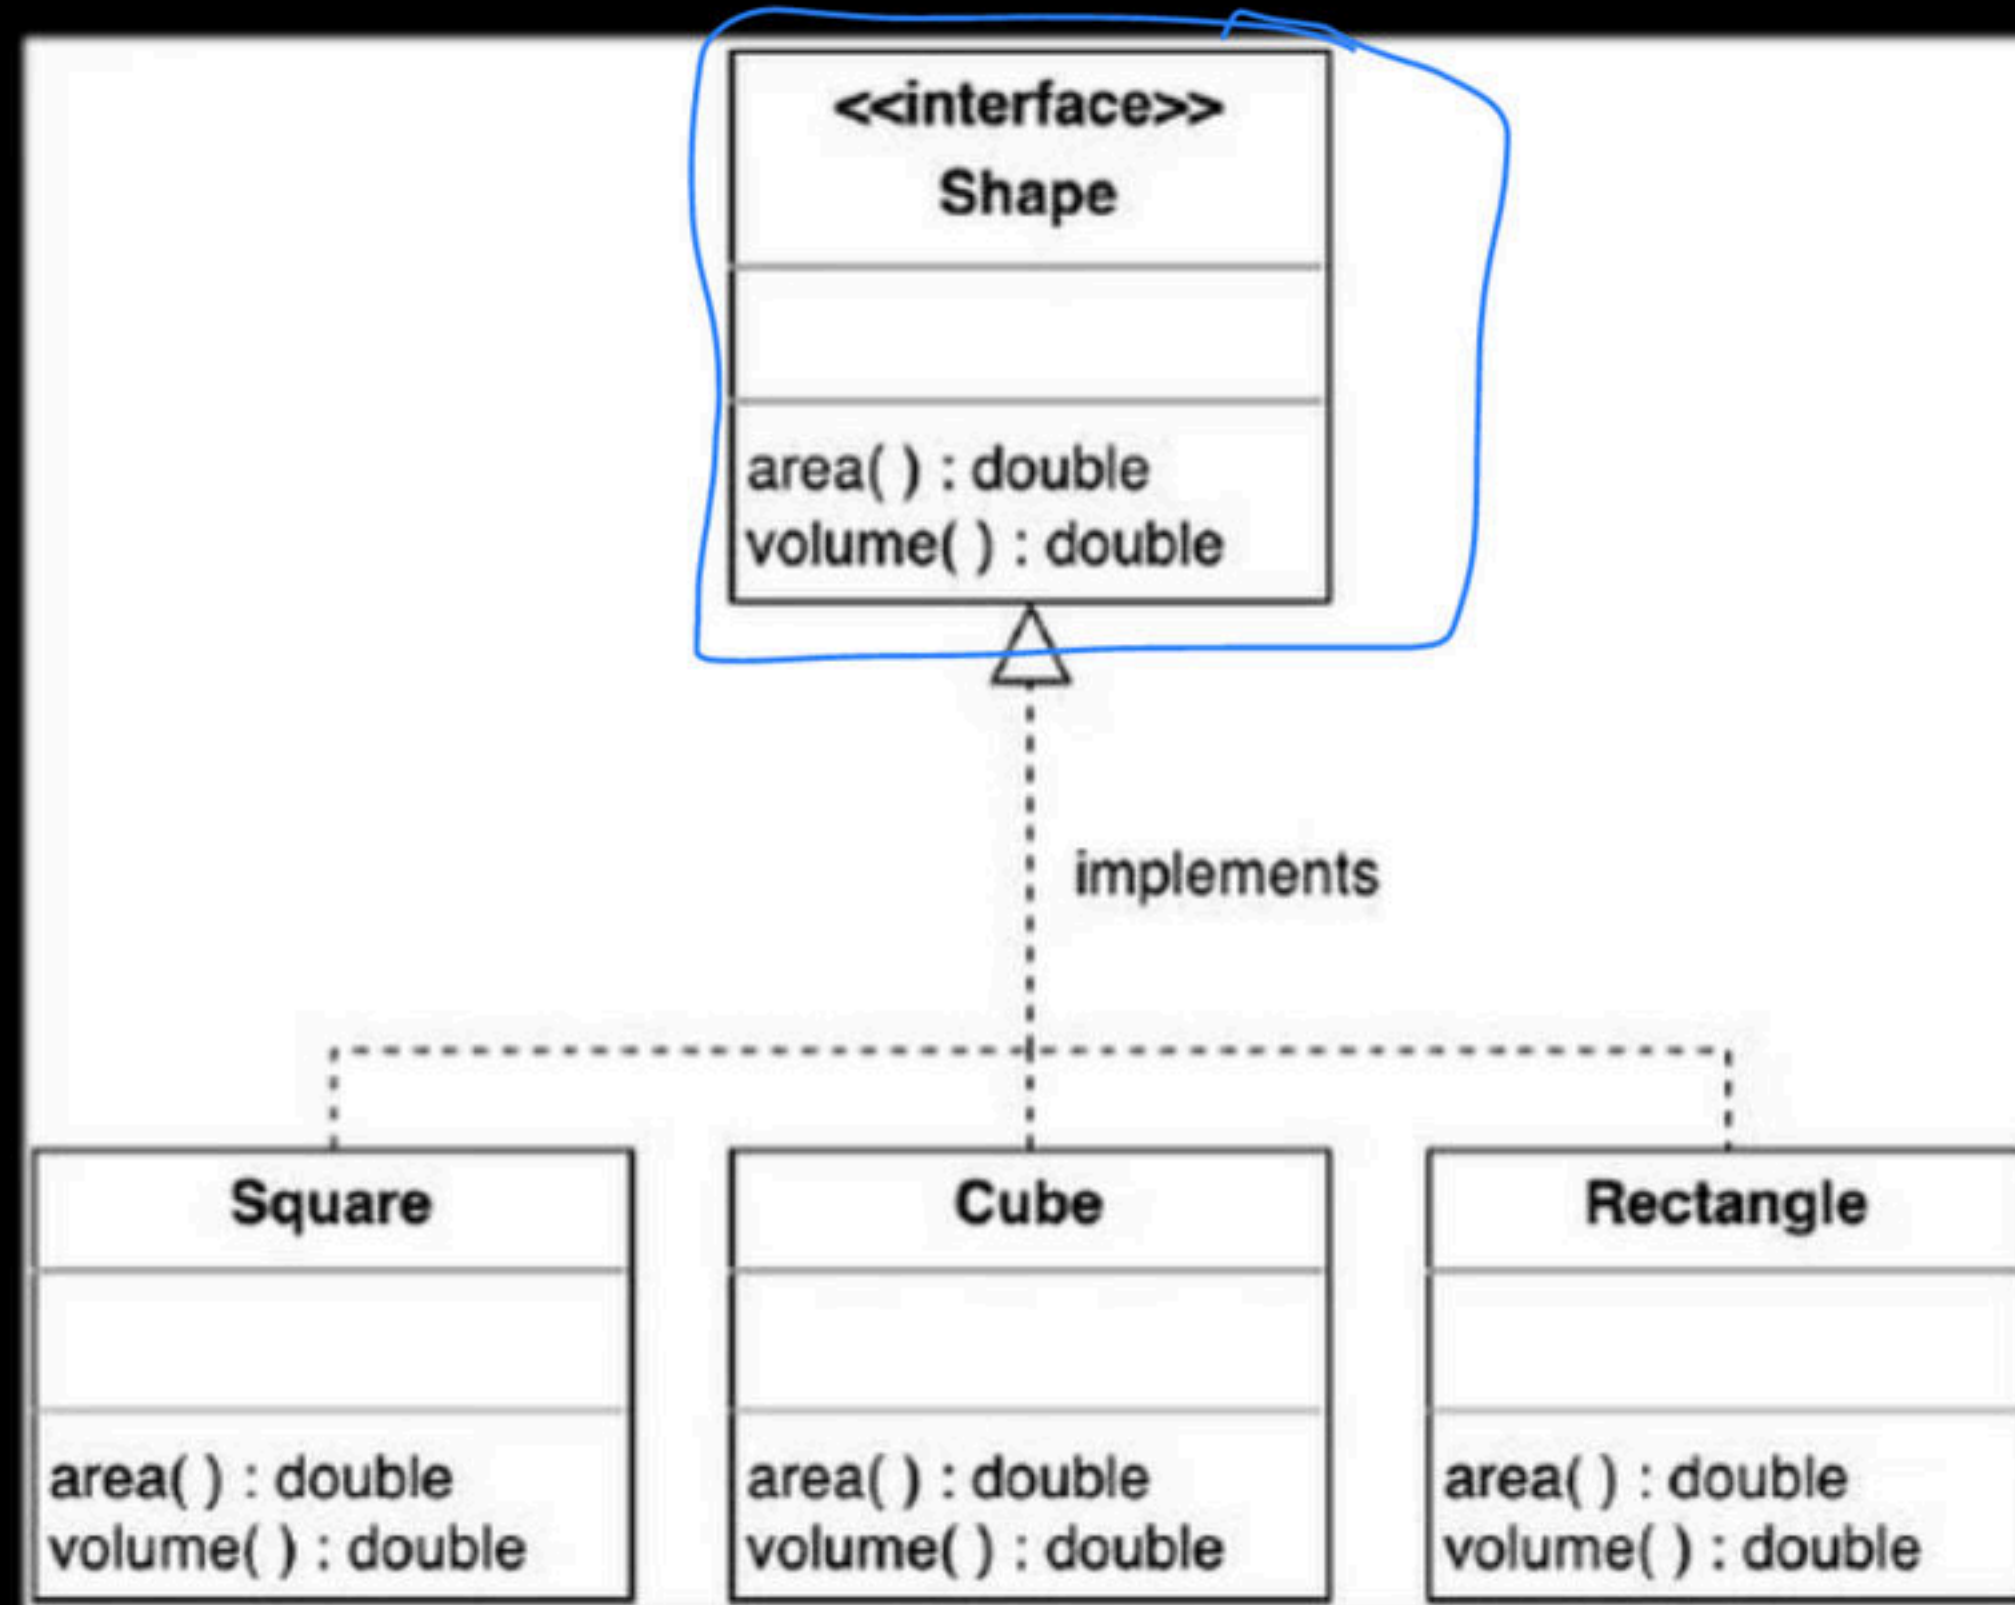 <<interface>>
Shape
area( ) : double
volume( ) : double
implements
Square
area( ) : double
volume( ) : double
Cube
area( ) : double
volume( ) : double
Rectangle
area( ) : double
volume( ) : double